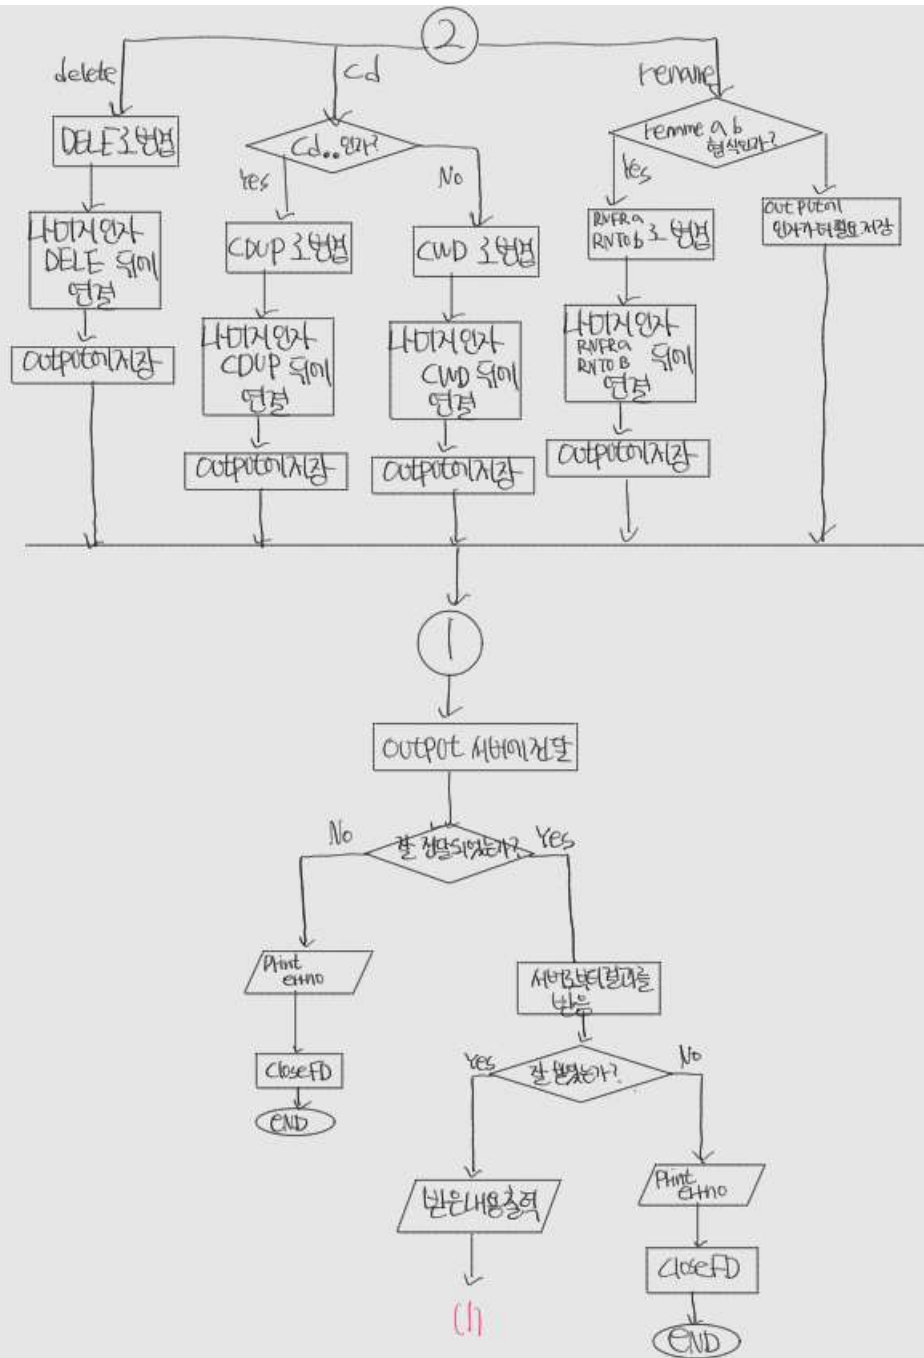 2
delete
cd
rename
DELE로 변경
cd.. 인가?
rename a b
형식인가?
Yes
No
Yes
나머지 인자
DELE 뒤에
연결
CDUP로 변경
CWD 로 변경
RNFR a
RNTO b 로 변경
output에
인자가 더 필요 저장
output에 저장
나머지 인자
CDUP 뒤에
연결
나머지 인자
CWD 뒤에
연결
나머지 인자
RNFR a
RNTO B 뒤에
연결
output에 저장
output에 저장
output에 저장
1
output 서버에 전달
No
잘 전달되었는가?
Yes
Print
errno
서버로부터 결과를
받음
Close FD
END
Yes
잘 받았는가?
No
받은 내용 출력
Print
errno
Close FD
(1)
END